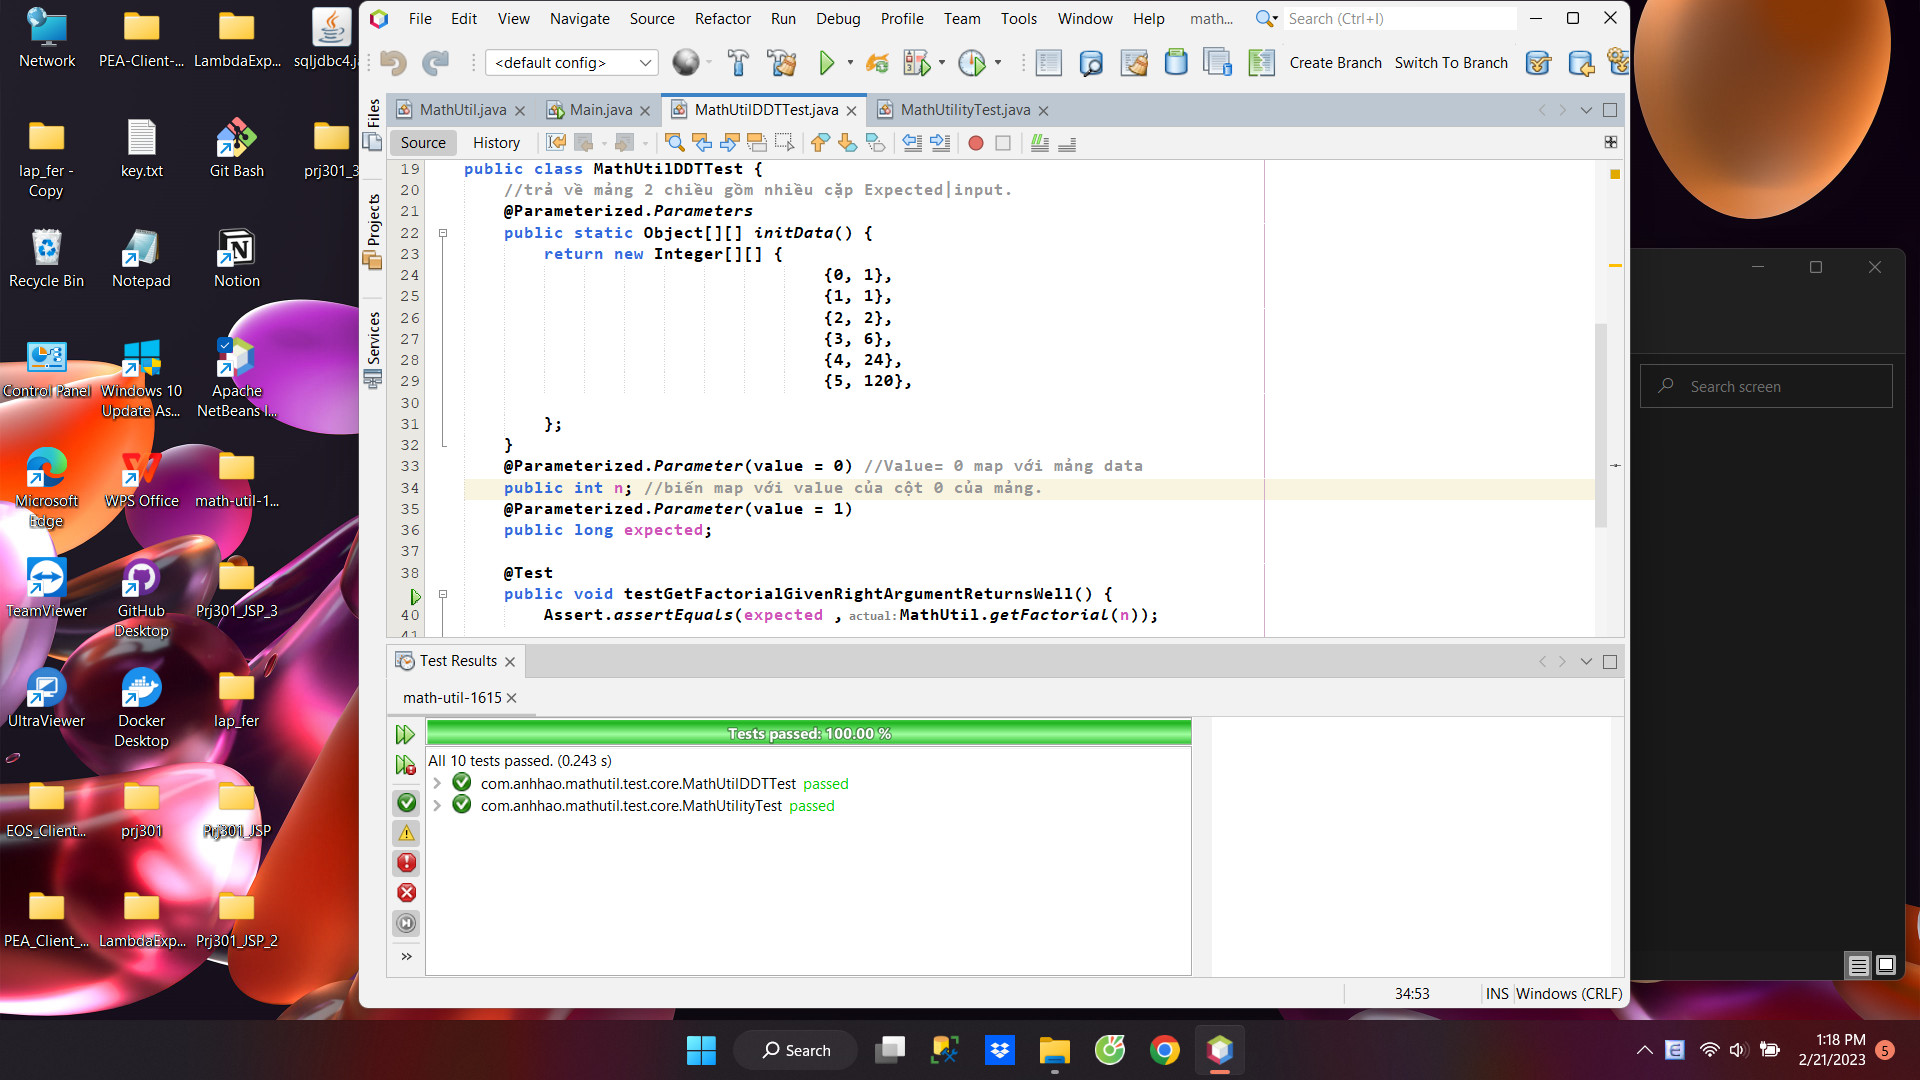 Network
PEA-Client-...
LambdaExp...
sqljdbc4.ja
lap_fer - Copy
key.txt
Git Bash
prj301_3
Recycle Bin
Notepad
Notion
Control Panel
Windows 10 Update As...
Apache NetBeans I...
Microsoft Edge
WPS Office
math-util-1...
TeamViewer
GitHub Desktop
Prj301_JSP_3
UltraViewer
Docker Desktop
lap_fer
EOS_Client...
prj301
Prj301_JSP
PEA_Client_...
LambdaExp...
Prj301_JSP_2
File Edit View Navigate Source Refactor Run Debug Profile Team Tools Window Help math... Search (Ctrl+I)
<default config> Create Branch Switch To Branch
Files
Projects
Services
MathUtil.java Main.java MathUtilDDTTest.java MathUtilityTest.java
Source History
19 public class MathUtilDDTTest {
20 //trả về mảng 2 chiều gồm nhiều cặp Expected|input.
21 @Parameterized.Parameters
22 public static Object[][] initData() {
23 return new Integer[][] {
24 {0, 1},
25 {1, 1},
26 {2, 2},
27 {3, 6},
28 {4, 24},
29 {5, 120},
30
31 };
32 }
33 @Parameterized.Parameter(value = 0) //Value= 0 map với mảng data
34 public int n; //biến map với value của cột 0 của mảng.
35 @Parameterized.Parameter(value = 1)
36 public long expected;
37
38 @Test
public void testGetFactorialGivenRightArgumentReturnsWell() {
40 Assert.assertEquals(expected , actual: MathUtil.getFactorial(n));
41
Test Results
math-util-1615
Tests passed: 100.00 %
All 10 tests passed. (0.243 s)
com.anhhao.mathutil.test.core.MathUtilDDTTest passed
com.anhhao.mathutil.test.core.MathUtilityTest passed
34:53 INS Windows (CRLF)
Search screen
Search
1:18 PM
2/21/2023
5